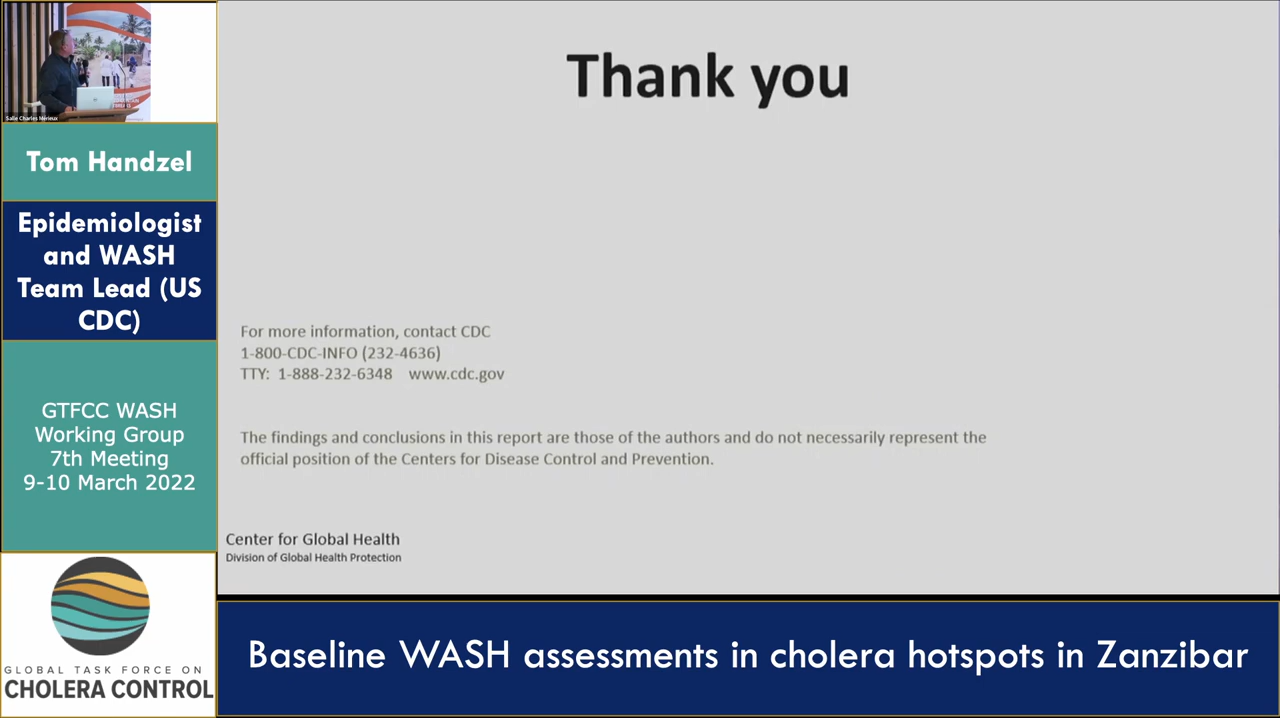 Salle Charles Mérieux
Tom Handzel
Epidemiologist
and WASH
Team Lead (US
CDC)
GTFCC WASH
Working Group
7th Meeting
9-10 March 2022
GLOBAL TASK FORCE ON
CHOLERA CONTROL
Thank you
For more information, contact CDC
1-800-CDC-INFO (232-4636)
TTY: 1-888-232-6348 www.cdc.gov
The findings and conclusions in this report are those of the authors and do not necessarily represent the
official position of the Centers for Disease Control and Prevention.
Center for Global Health
Division of Global Health Protection
Baseline WASH assessments in cholera hotspots in Zanzibar